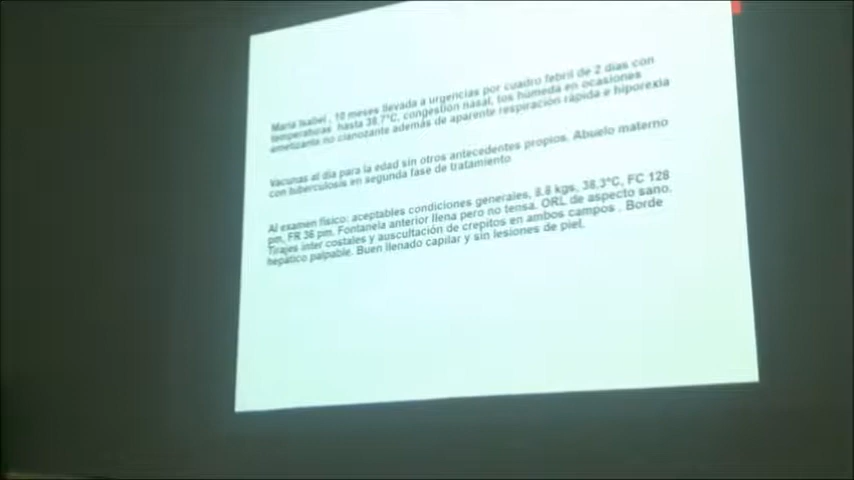 María Isabel , 10 meses llevada a urgencias por cuadro febril de 2 días con
temperaturas hasta 38.7°C, congestión nasal, tos húmeda en ocasiones
emetizante no cianozante además de aparente respiración rápida e hiporexia
Vacunas al día para la edad sin otros antecedentes propios. Abuelo materno
con tuberculosis en segunda fase de tratamiento
Al examen físico: aceptables condiciones generales, 8.8 kgs, 38,3°C, FC 128
pm, FR 36 pm. Fontanela anterior llena pero no tensa. ORL de aspecto sano.
Tirajes inter costales y auscultación de crepitos en ambos campos . Borde
hepático palpable. Buen llenado capilar y sin lesiones de piel.